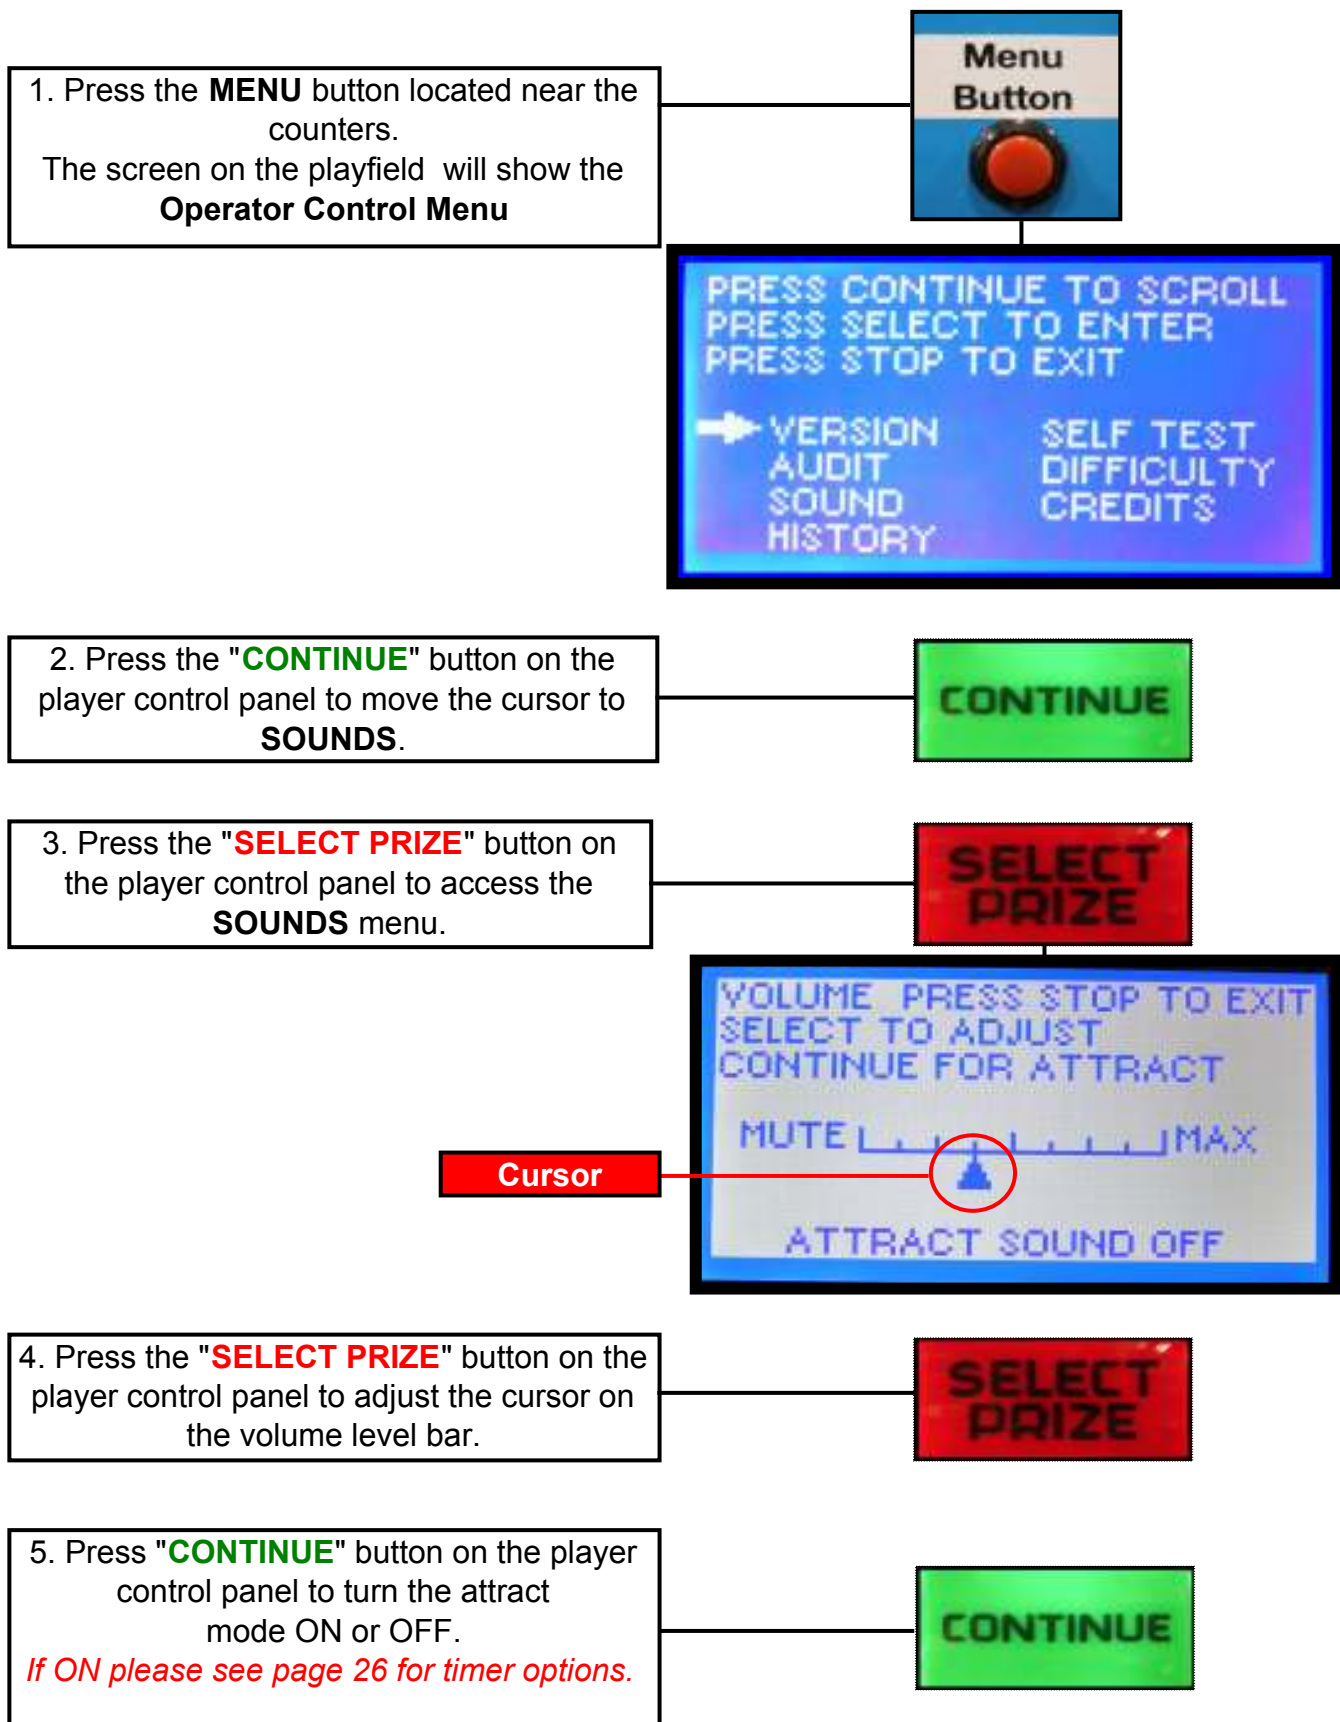 1. Press the MENU button located near the
counters.
The screen on the playfield will show the
Operator Control Menu
Menu
Button
PRESS CONTINUE TO SCROLL
PRESS SELECT TO ENTER
PRESS STOP TO EXIT
VERSION SELF TEST
AUDIT DIFFICULTY
SOUND CREDITS
HISTORY
2. Press the "CONTINUE" button on the
player control panel to move the cursor to
SOUNDS.
CONTINUE
3. Press the "SELECT PRIZE" button on
the player control panel to access the
SOUNDS menu.
SELECT
PRIZE
VOLUME PRESS STOP TO EXIT
SELECT TO ADJUST
CONTINUE FOR ATTRACT
MUTE MAX
Cursor
ATTRACT SOUND OFF
4. Press the "SELECT PRIZE" button on the
player control panel to adjust the cursor on
the volume level bar.
SELECT
PRIZE
5. Press "CONTINUE" button on the player
control panel to turn the attract
mode ON or OFF.
If ON please see page 26 for timer options.
CONTINUE